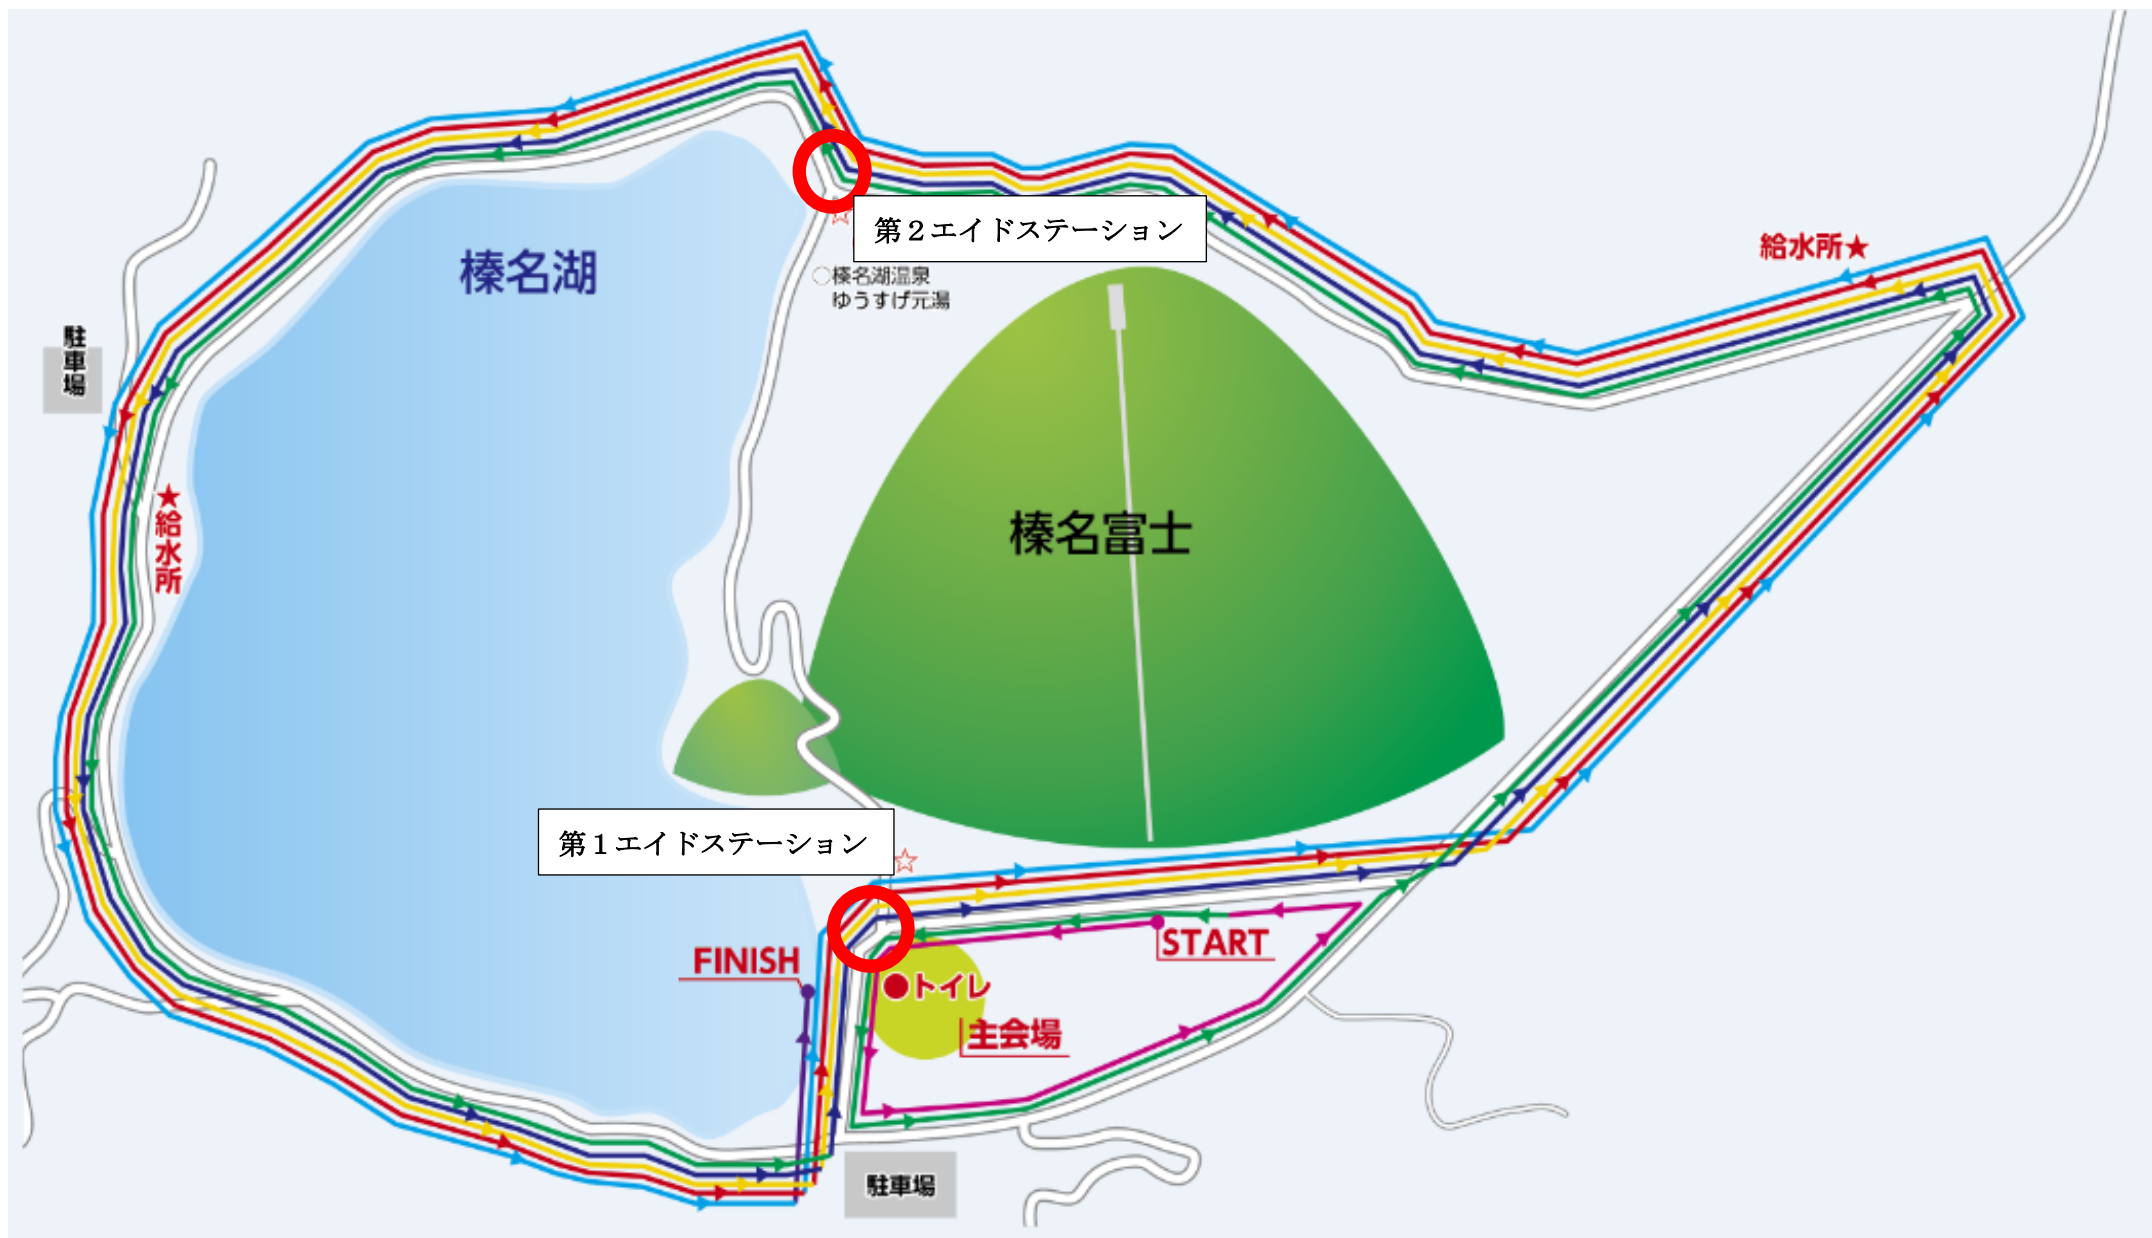 第２エイドステーション
給水所★
榛名湖
○榛名湖温泉
ゆうすげ元湯
駐車場
★給水所
榛名富士
第１エイドステーション
START
FINISH
トイレ
主会場
駐車場